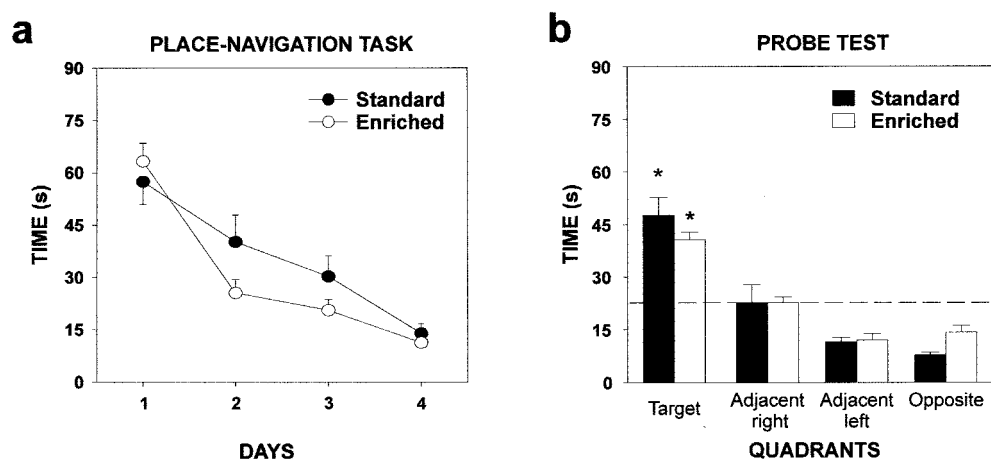 a
PLACE-NAVIGATION TASK
90
75
60
45
30
15
0
TIME (s)
Standard
Enriched
1 2 3 4
DAYS
b
PROBE TEST
90
75
60
45
30
15
0
TIME (s)
Standard
Enriched
*
*
Target
Adjacent
right
Adjacent
left
Opposite
QUADRANTS